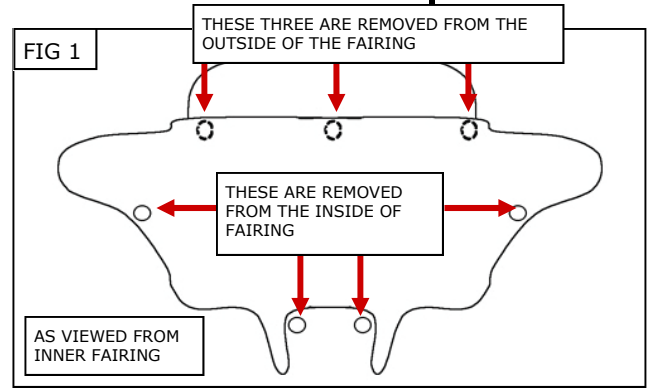 THESE THREE ARE REMOVED FROM THE
OUTSIDE OF THE FAIRING
FIG 1
THESE ARE REMOVED
FROM THE INSIDE OF
FAIRING
AS VIEWED FROM
INNER FAIRING